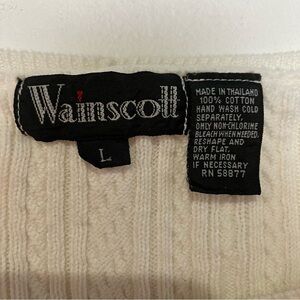 Wainscott
L
MADE IN THAILAND
100% COTTON
HAND WASH COLD
SEPARATELY,
ONLY NON-CHLORINE
BLEACH WHEN NEEDED.
RESHAPE AND
DRY FLAT.
WARM IRON
IF NECESSARY
RN 58877